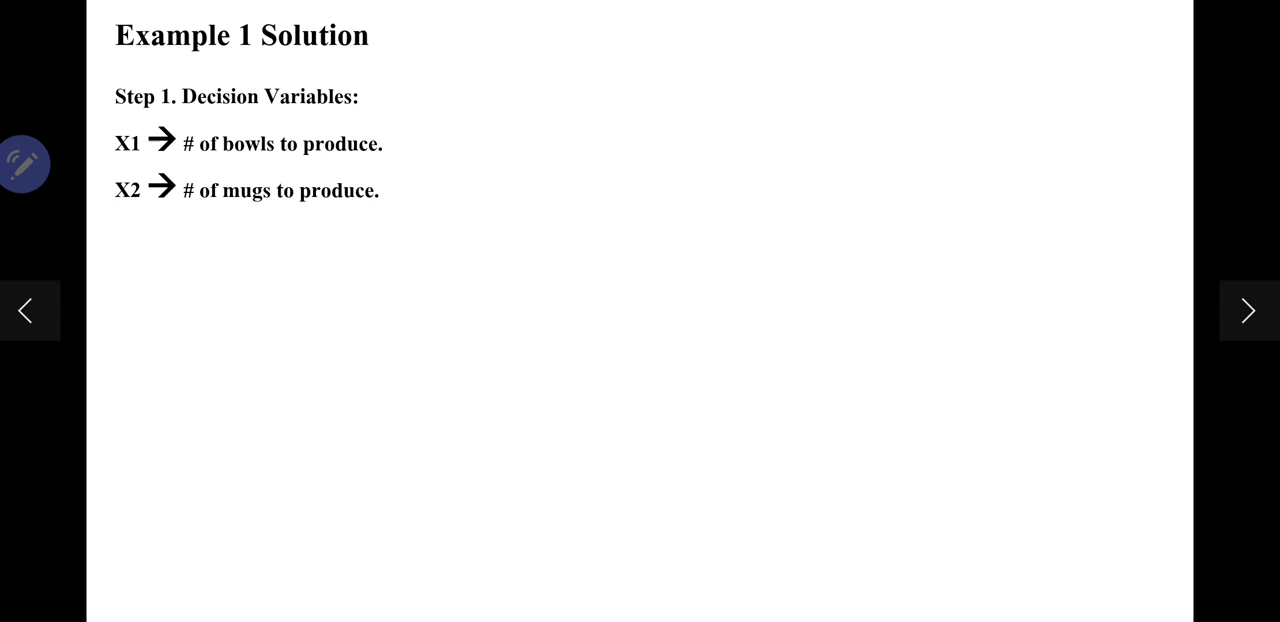 Example 1 Solution
Step 1. Decision Variables:
X1 → # of bowls to produce.
X2 → # of mugs to produce.